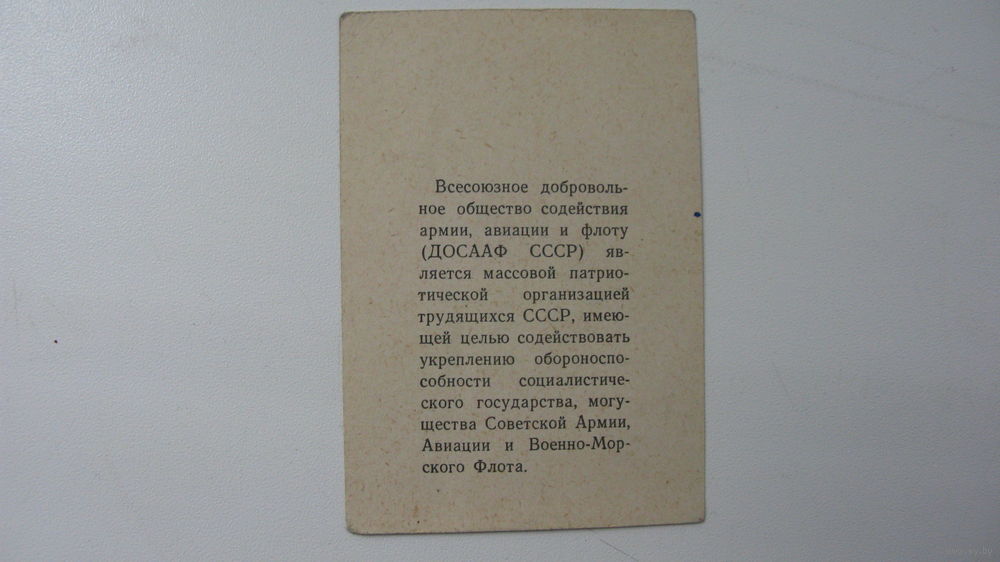 Всесоюзное доброволь-
ное общество содействия
армии, авиации и флоту
(ДОСААФ СССР) яв-
ляется массовой патрио-
тической организацией
трудящихся СССР, имею-
щей целью содействовать
укреплению обороноспо-
собности социалистиче-
ского государства, могу-
щества Советской Армии,
Авиации и Военно-Мор-
ского Флота.